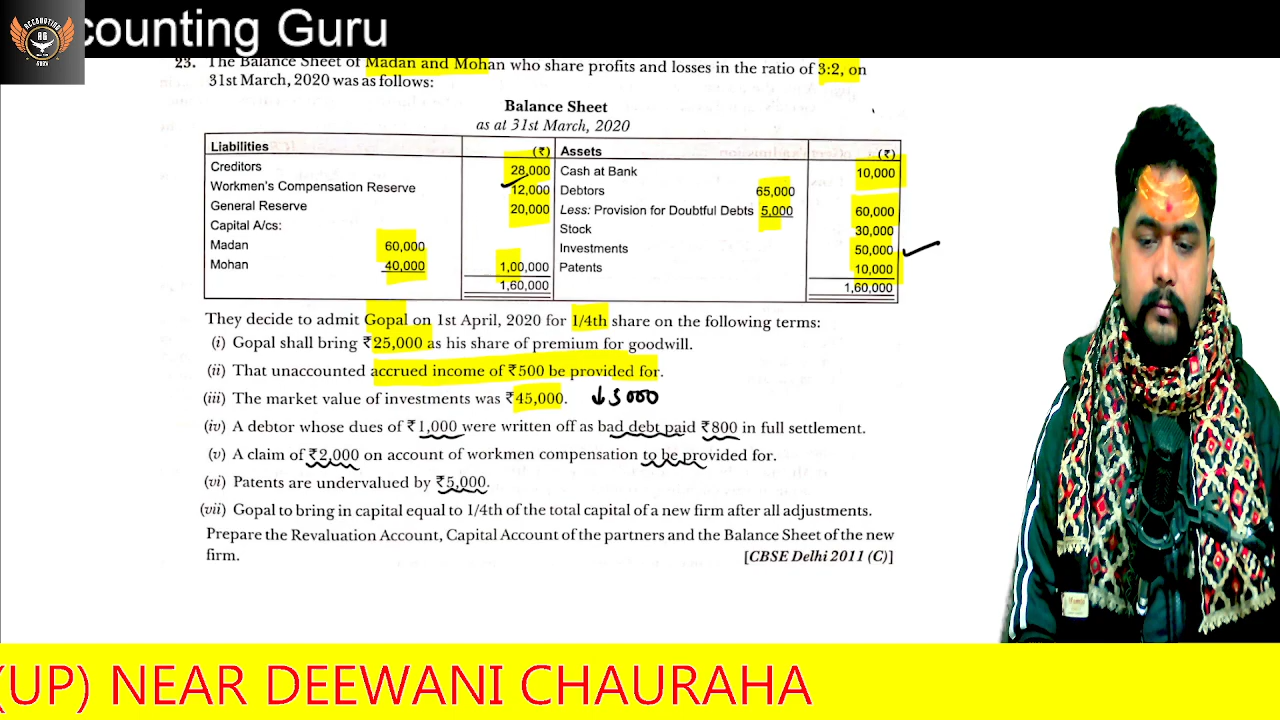 counting Guru
ACCOUNTING
AG
GURU
23. The Balance Sheet of Madan and Mohan who share profits and losses in the ratio of 3:2, on
31st March, 2020 was as follows:
Balance Sheet
as at 31st March, 2020
Liabilities (₹) Assets (₹)
Creditors 28,000 Cash at Bank 10,000
Workmen's Compensation Reserve 12,000 Debtors 65,000
General Reserve 20,000 Less: Provision for Doubtful Debts 5,000 60,000
Capital A/cs: Stock 30,000
Madan 60,000 Investments 50,000
Mohan 40,000 1,00,000 Patents 10,000
1,60,000 1,60,000
They decide to admit Gopal on 1st April, 2020 for 1/4th share on the following terms:
(i) Gopal shall bring ₹25,000 as his share of premium for goodwill.
(ii) That unaccounted accrued income of ₹500 be provided for.
(iii) The market value of investments was ₹45,000. ↓5000
(iv) A debtor whose dues of ₹1,000 were written off as bad debt paid ₹800 in full settlement.
(v) A claim of ₹2,000 on account of workmen compensation to be provided for.
(vi) Patents are undervalued by ₹5,000.
(vii) Gopal to bring in capital equal to 1/4th of the total capital of a new firm after all adjustments.
Prepare the Revaluation Account, Capital Account of the partners and the Balance Sheet of the new
firm. [CBSE Delhi 2011 (C)]
(UP) NEAR DEEWANI CHAURAHA